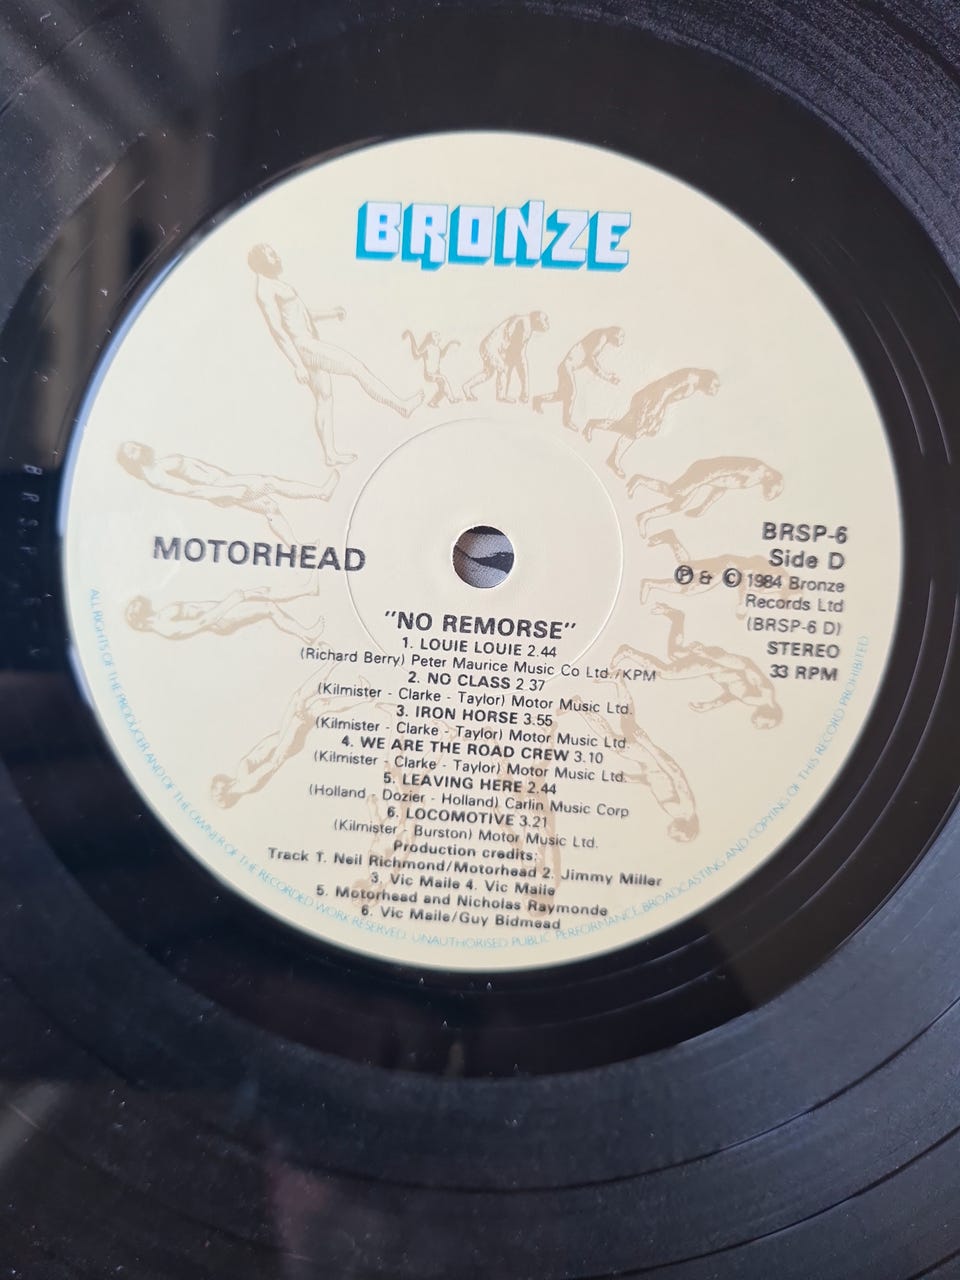 BRONZE
MOTORHEAD
BRSP-6
Side D
Ⓟ & © 1984 Bronze
Records Ltd
(BRSP-6 D)
STEREO
33 RPM
"NO REMORSE"
1. LOUIE LOUIE 2.44
(Richard Berry) Peter Maurice Music Co Ltd./KPM
2. NO CLASS 2.37
(Kilmister - Clarke - Taylor) Motor Music Ltd.
3. IRON HORSE 3.55
(Kilmister - Clarke - Taylor) Motor Music Ltd.
4. WE ARE THE ROAD CREW 3.10
(Kilmister - Clarke - Taylor) Motor Music Ltd.
5. LEAVING HERE 2.44
(Holland - Dozier - Holland) Carlin Music Corp
6. LOCOMOTIVE 3.21
(Kilmister - Burston) Motor Music Ltd.
Production credits:
Track 1. Neil Richmond/Motorhead 2. Jimmy Miller
3. Vic Maile 4. Vic Maile
5. Motorhead and Nicholas Raymonde
6. Vic Maile/Guy Bidmead
ALL RIGHTS OF THE PRODUCER AND OF THE OWNER OF THE RECORDED WORK RESERVED. UNAUTHORISED PUBLIC PERFORMANCE, BROADCASTING AND COPYING OF THIS RECORD PROHIBITED